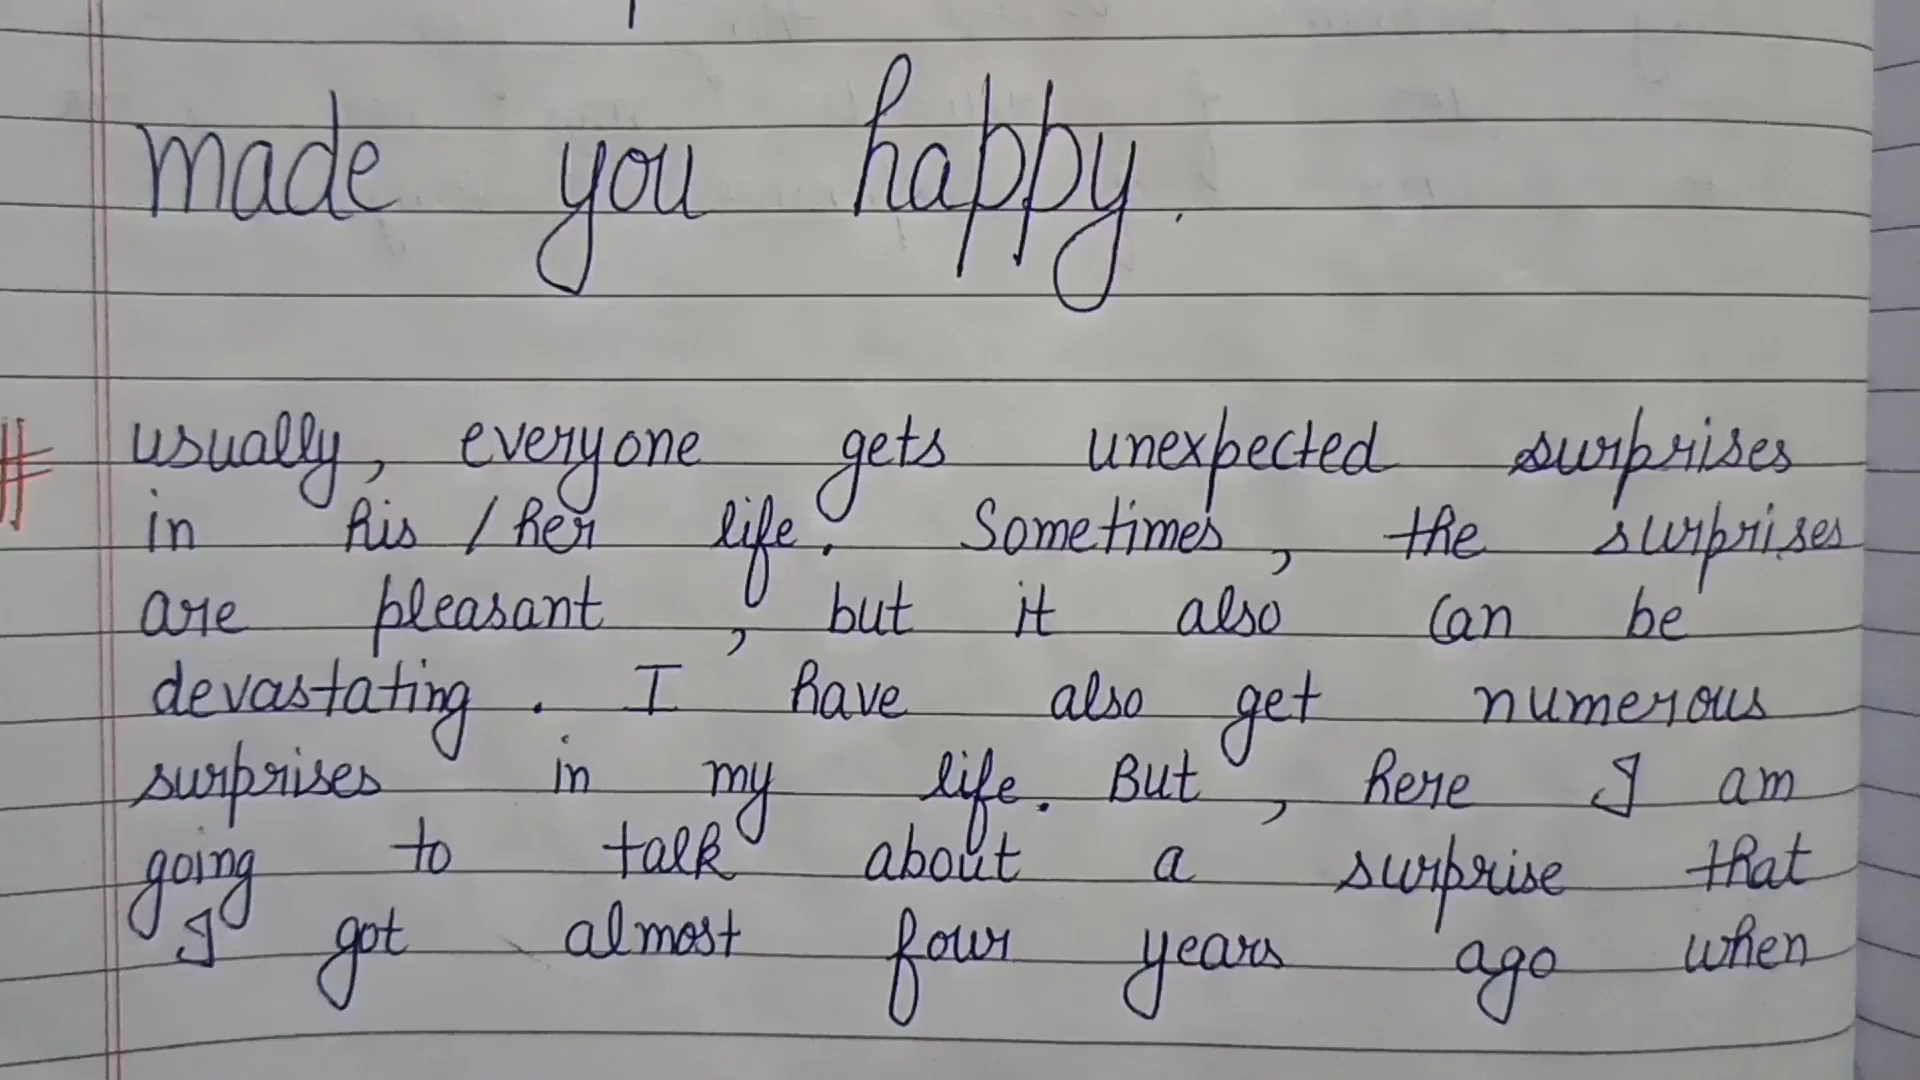 made you happy.
# usually, everyone gets unexpected surprises
in his / her life. Sometimes, the surprises
are pleasant, but it also can be
devastating. I have also get numerous
surprises in my life. But, here I am
going to talk about a surprise that
I got almost four years ago when